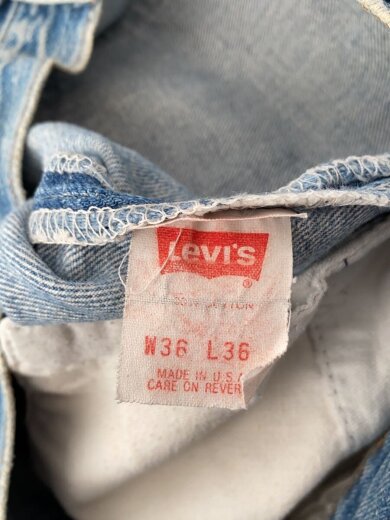 Levi's
®
W36 L36
MADE IN U.S.
CARE ON REVER